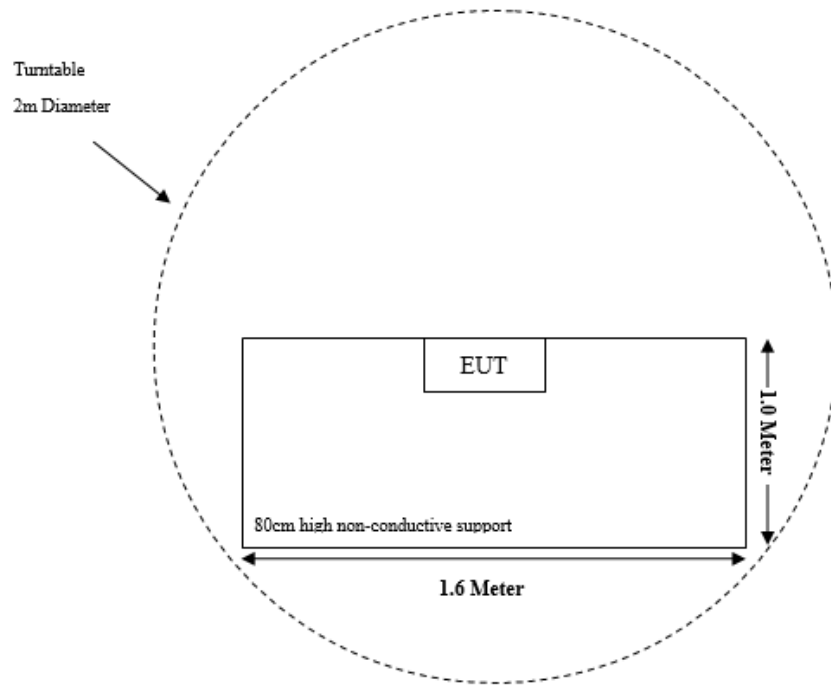 Turntable
2m Diameter
EUT
1.0 Meter
80cm high non-conductive support
1.6 Meter